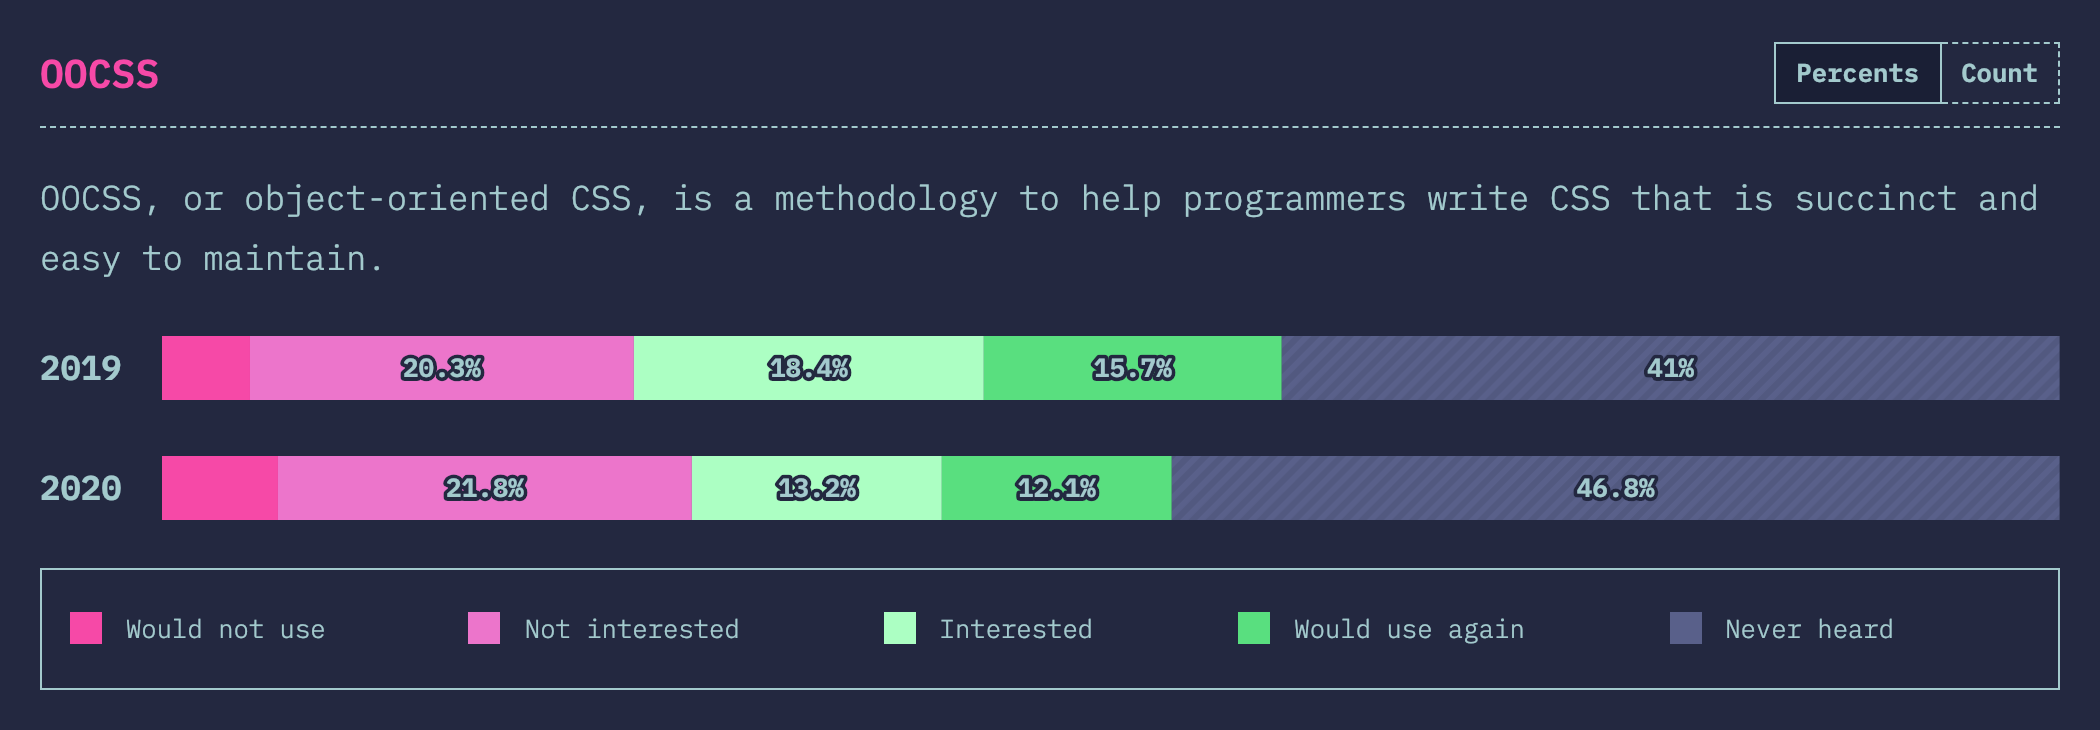 OOCSS
Percents Count
OOCSS, or object-oriented CSS, is a methodology to help programmers write CSS that is succinct and
easy to maintain.
2019 20.3% 18.4% 15.7% 41%
2020 21.8% 13.2% 12.1% 46.8%
Would not use Not interested Interested Would use again Never heard